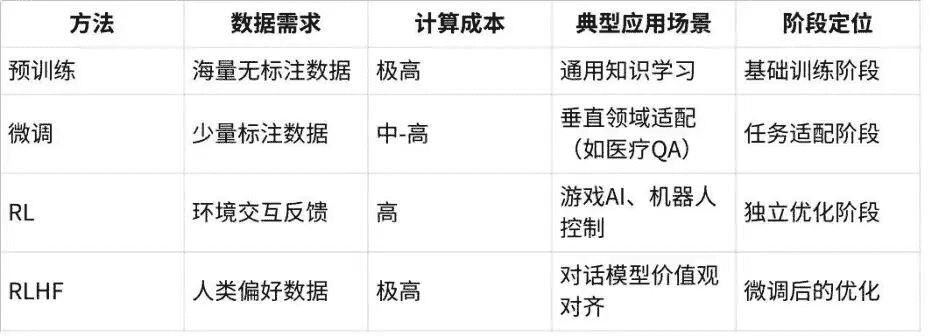 方法 数据需求 计算成本 典型应用场景 阶段定位
预训练 海量无标注数据 极高 通用知识学习 基础训练阶段
微调 少量标注数据 中-高 垂直领域适配
（如医疗QA） 任务适配阶段
RL 环境交互反馈 高 游戏AI、机器人
控制 独立优化阶段
RLHF 人类偏好数据 极高 对话模型价值观
对齐 微调后的优化